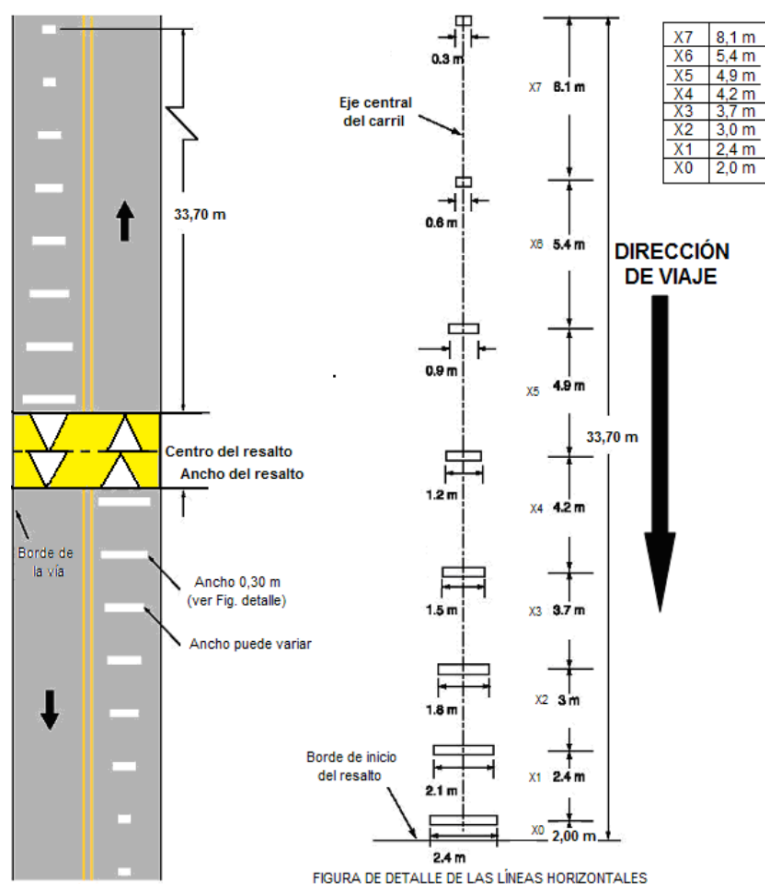 33,70 m
Centro del resalto
Ancho del resalto
Borde de
la vía
Ancho 0,30 m
(ver Fig. detalle)
Ancho puede variar
Eje central
del carril
0.3 m
0.6 m
0.9 m
1.2 m
1.5 m
1.8 m
2.1 m
2.4 m
Borde de inicio
del resalto
X7 8.1 m
X6 5.4 m
X5 4.9 m
X4 4.2 m
X3 3.7 m
X2 3 m
X1 2.4 m
X0 2,00 m
33,70 m
X7 8,1 m
X6 5,4 m
X5 4,9 m
X4 4,2 m
X3 3,7 m
X2 3,0 m
X1 2,4 m
X0 2,0 m
DIRECCIÓN
DE VIAJE
FIGURA DE DETALLE DE LAS LÍNEAS HORIZONTALES